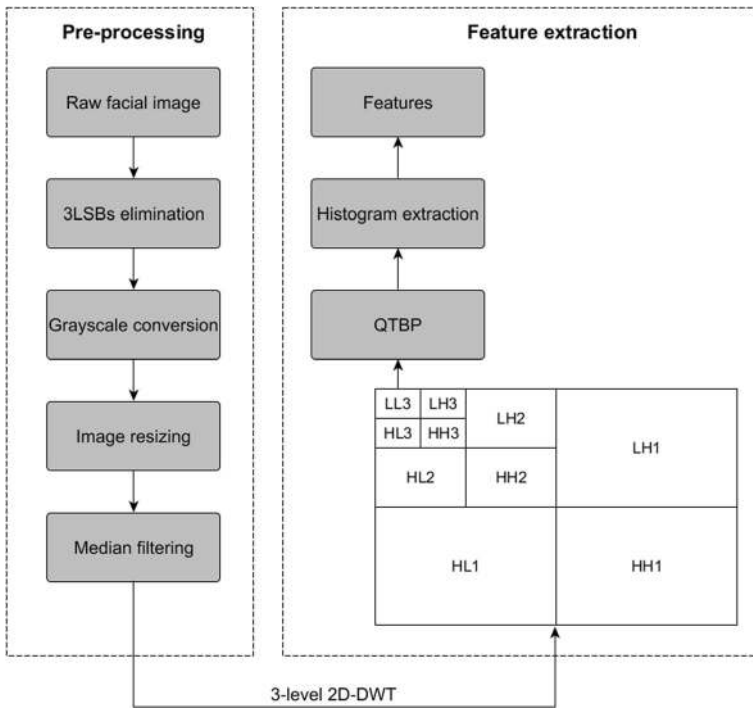 Pre-processing
Raw facial image
3LSBs elimination
Grayscale conversion
Image resizing
Median filtering
3-level 2D-DWT
Feature extraction
Features
Histogram extraction
QTBP
LL3
LH3
HL3
HH3
LH2
HL2
HH2
LH1
HL1
HH1